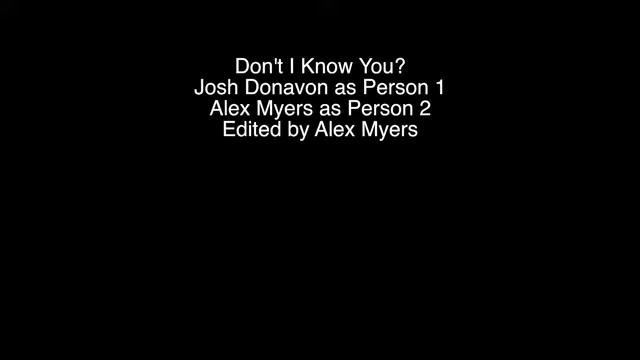 Don't I Know You?
Josh Donavon as Person 1
Alex Myers as Person 2
Edited by Alex Myers